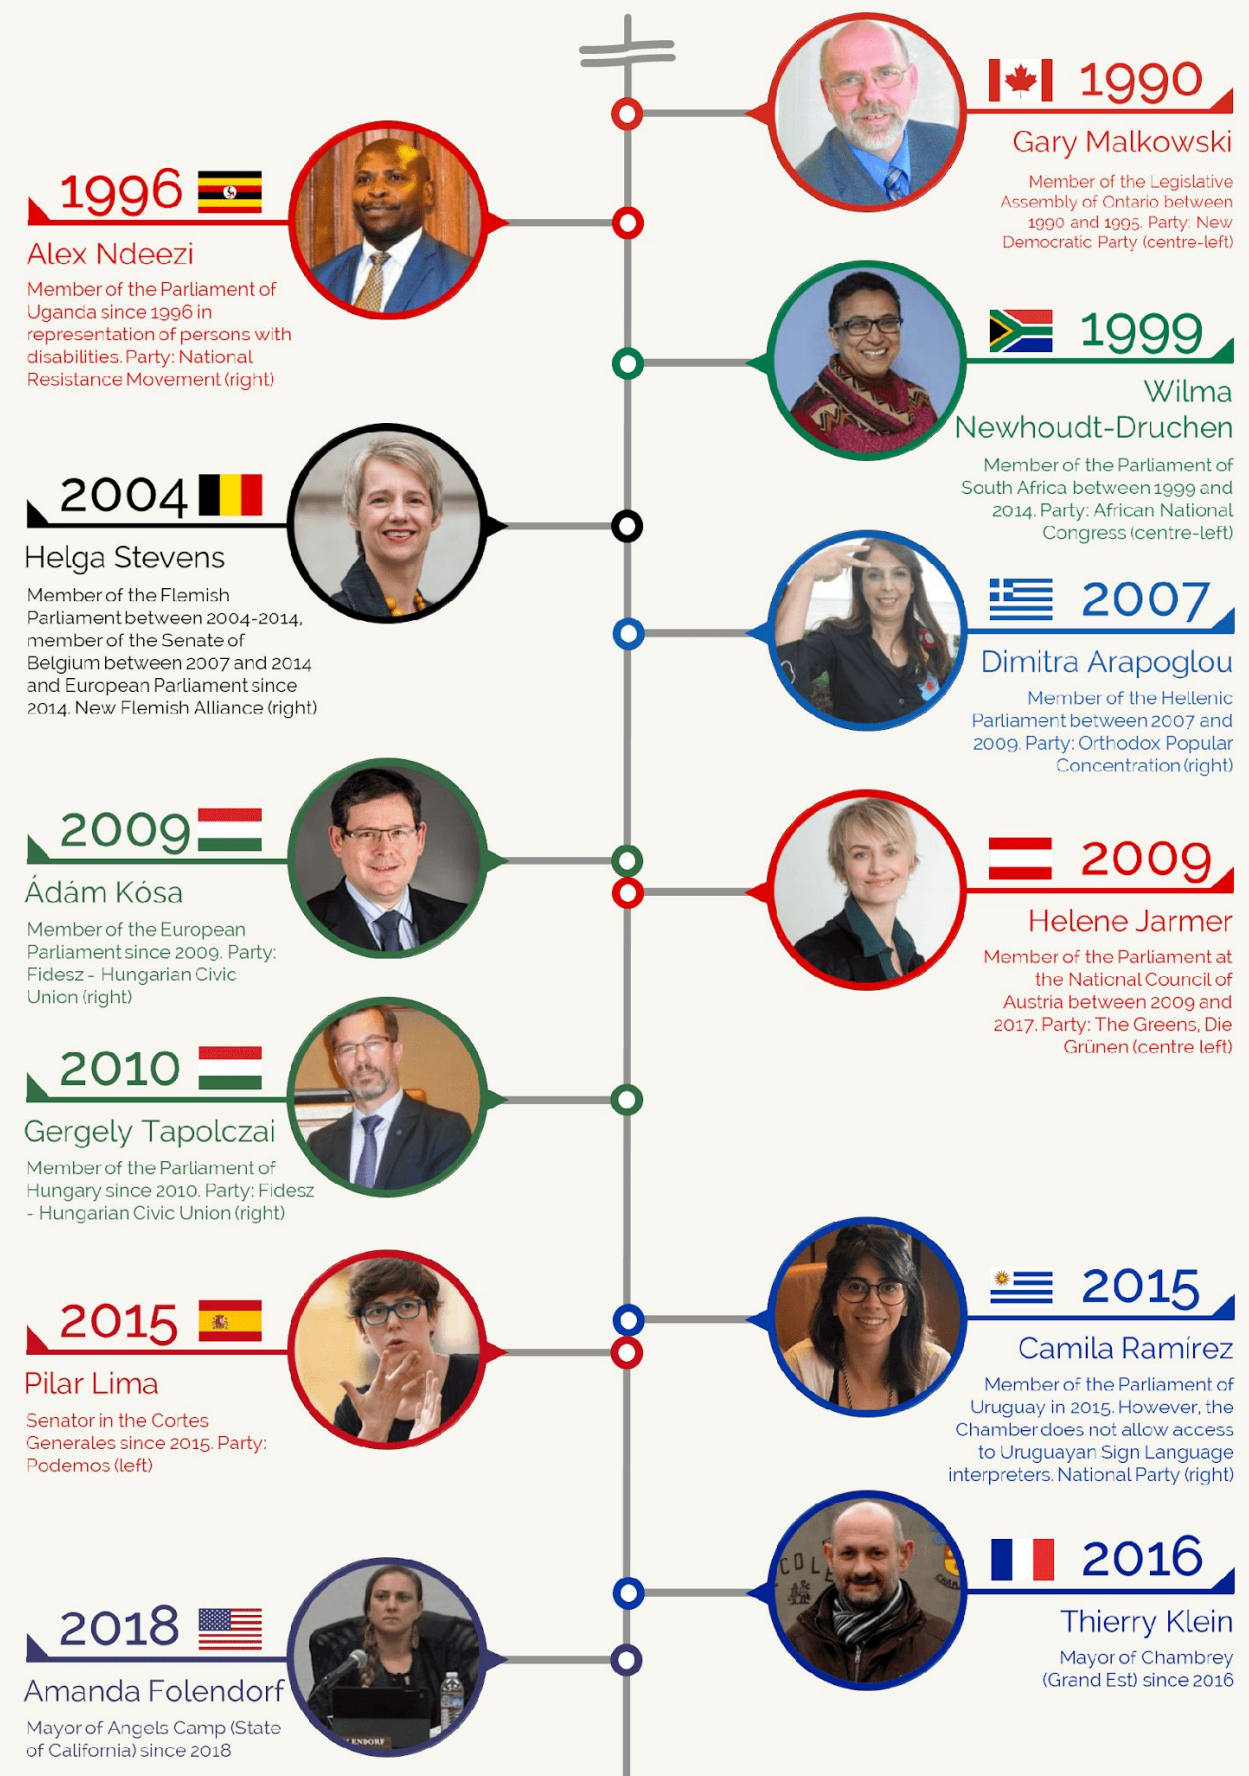 1990
Gary Malkowski
Member of the Legislative
Assembly of Ontario between
1990 and 1995. Party: New
Democratic Party (centre-left)
1996
Alex Ndeezi
Member of the Parliament of
Uganda since 1996 in
representation of persons with
disabilities. Party: National
Resistance Movement (right)
1999
Wilma
Newhoudt-Druchen
Member of the Parliament of
South Africa between 1999 and
2014. Party: African National
Congress (centre-left)
2004
Helga Stevens
Member of the Flemish
Parliament between 2004-2014,
member of the Senate of
Belgium between 2007 and 2014
and European Parliament since
2014. New Flemish Alliance (right)
2007
Dimitra Arapoglou
Member of the Hellenic
Parliament between 2007 and
2009. Party: Orthodox Popular
Concentration (right)
2009
Ádám Kósa
Member of the European
Parliament since 2009. Party:
Fidesz - Hungarian Civic
Union (right)
2009
Helene Jarmer
Member of the Parliament at
the National Council of
Austria between 2009 and
2017. Party: The Greens, Die
Grünen (centre left)
2010
Gergely Tapolczai
Member of the Parliament of
Hungary since 2010. Party: Fidesz
- Hungarian Civic Union (right)
2015
Camila Ramírez
Member of the Parliament of
Uruguay in 2015. However, the
Chamber does not allow access
to Uruguayan Sign Language
interpreters. National Party (right)
2015
Pilar Lima
Senator in the Cortes
Generales since 2015. Party:
Podemos (left)
2016
Thierry Klein
Mayor of Chambrey
(Grand Est) since 2016
COLE
2018
Amanda Folendorf
Mayor of Angels Camp (State
of California) since 2018
LENDORF